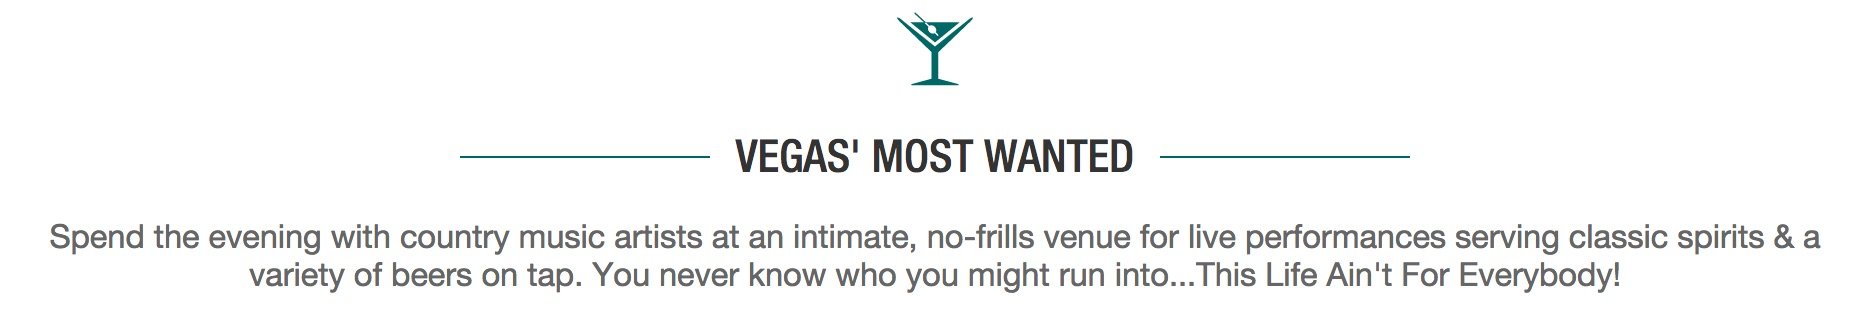 VEGAS' MOST WANTED
Spend the evening with country music artists at an intimate, no-frills venue for live performances serving classic spirits & a
variety of beers on tap. You never know who you might run into...This Life Ain't For Everybody!